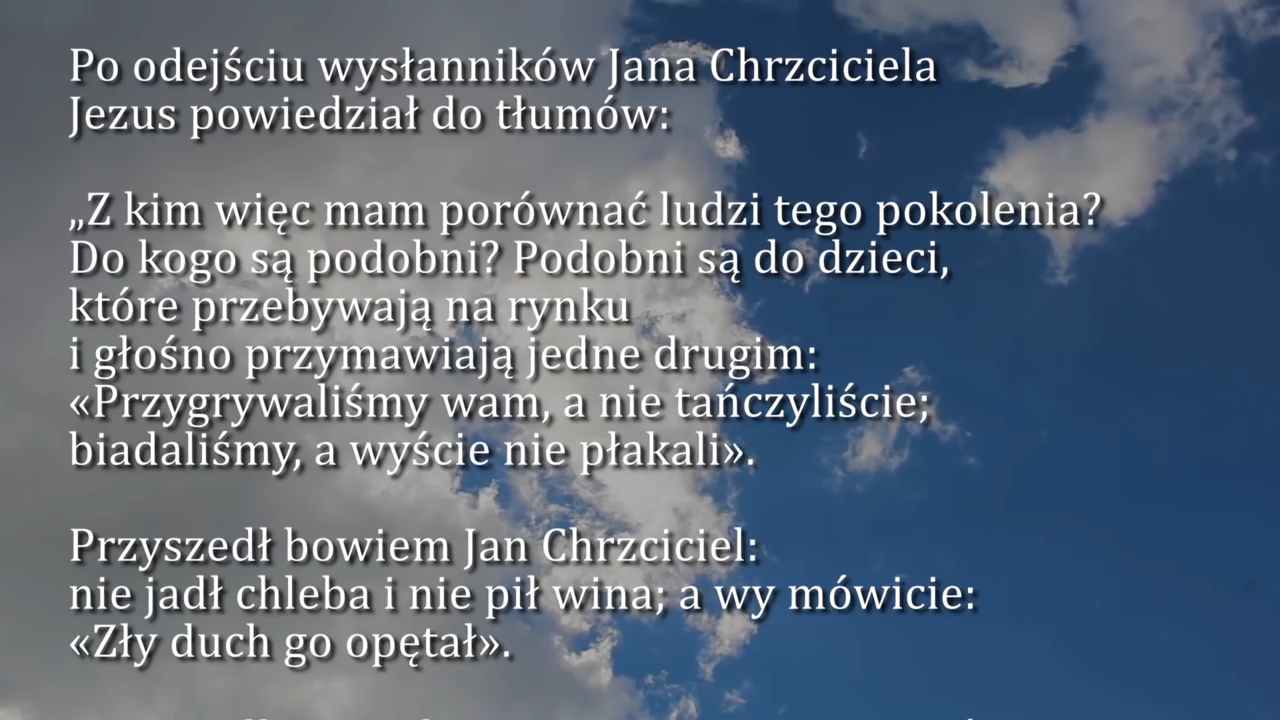 Po odejściu wysłanników Jana Chrzciciela
Jezus powiedział do tłumów:
„Z kim więc mam porównać ludzi tego pokolenia?
Do kogo są podobni? Podobni są do dzieci,
które przebywają na rynku
i głośno przymawiają jedne drugim:
«Przygrywaliśmy wam, a nie tańczyliście;
biadaliśmy, a wyście nie płakali».
Przyszedł bowiem Jan Chrzciciel:
nie jadł chleba i nie pił wina; a wy mówicie:
«Zły duch go opętał».